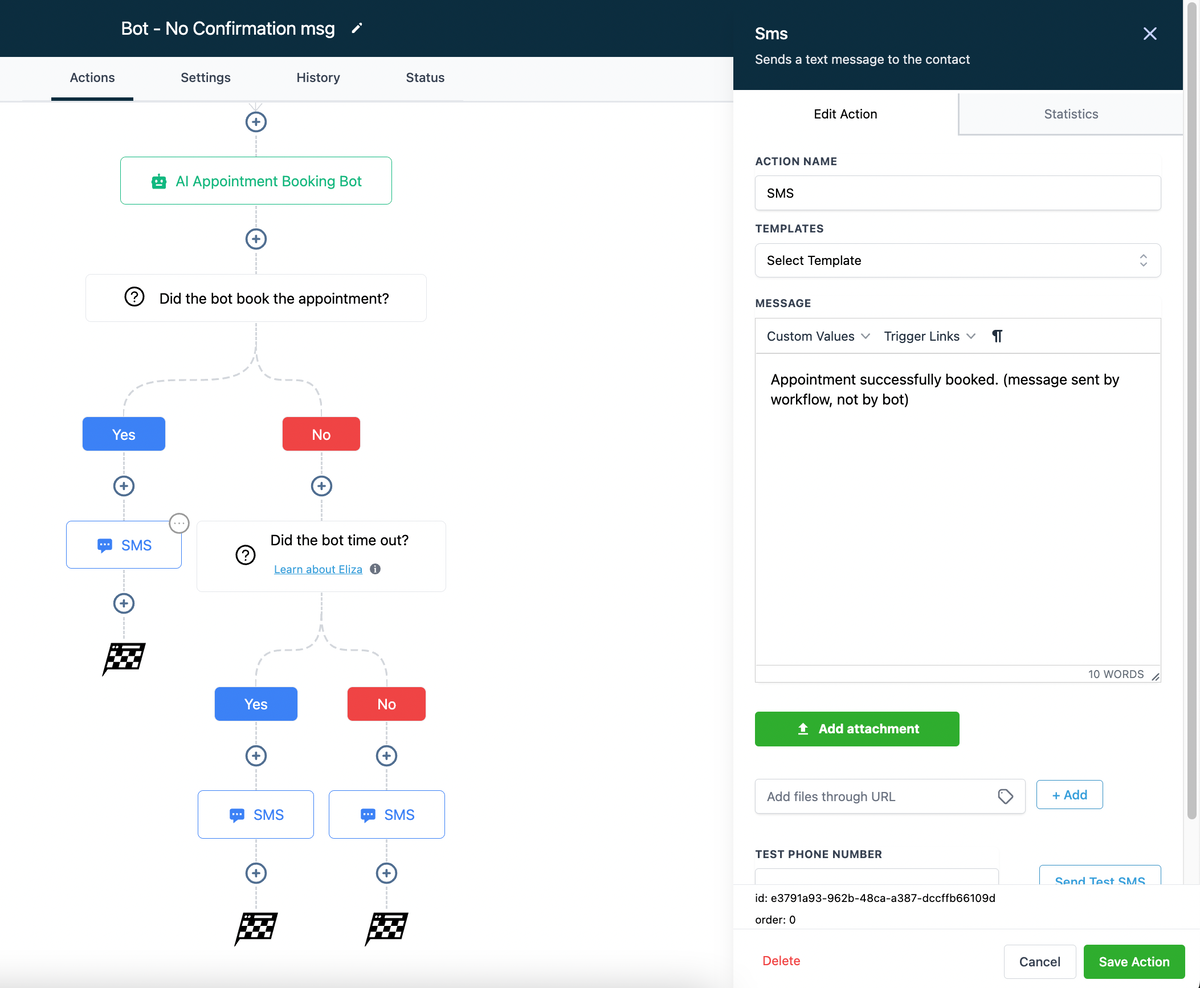 Bot - No Confirmation msg
Actions
Settings
History
Status
AI Appointment Booking Bot
Did the bot book the appointment?
Yes
No
SMS
Did the bot time out?
Learn about Eliza
Yes
No
SMS
SMS
Sms
Sends a text message to the contact
Edit Action
Statistics
ACTION NAME
SMS
TEMPLATES
Select Template
MESSAGE
Custom Values
Trigger Links
Appointment successfully booked. (message sent by
workflow, not by bot)
10 WORDS
Add attachment
Add files through URL
+ Add
TEST PHONE NUMBER
Send Test SMS
id: e3791a93-962b-48ca-a387-dccffb66109d
order: 0
Delete
Cancel
Save Action